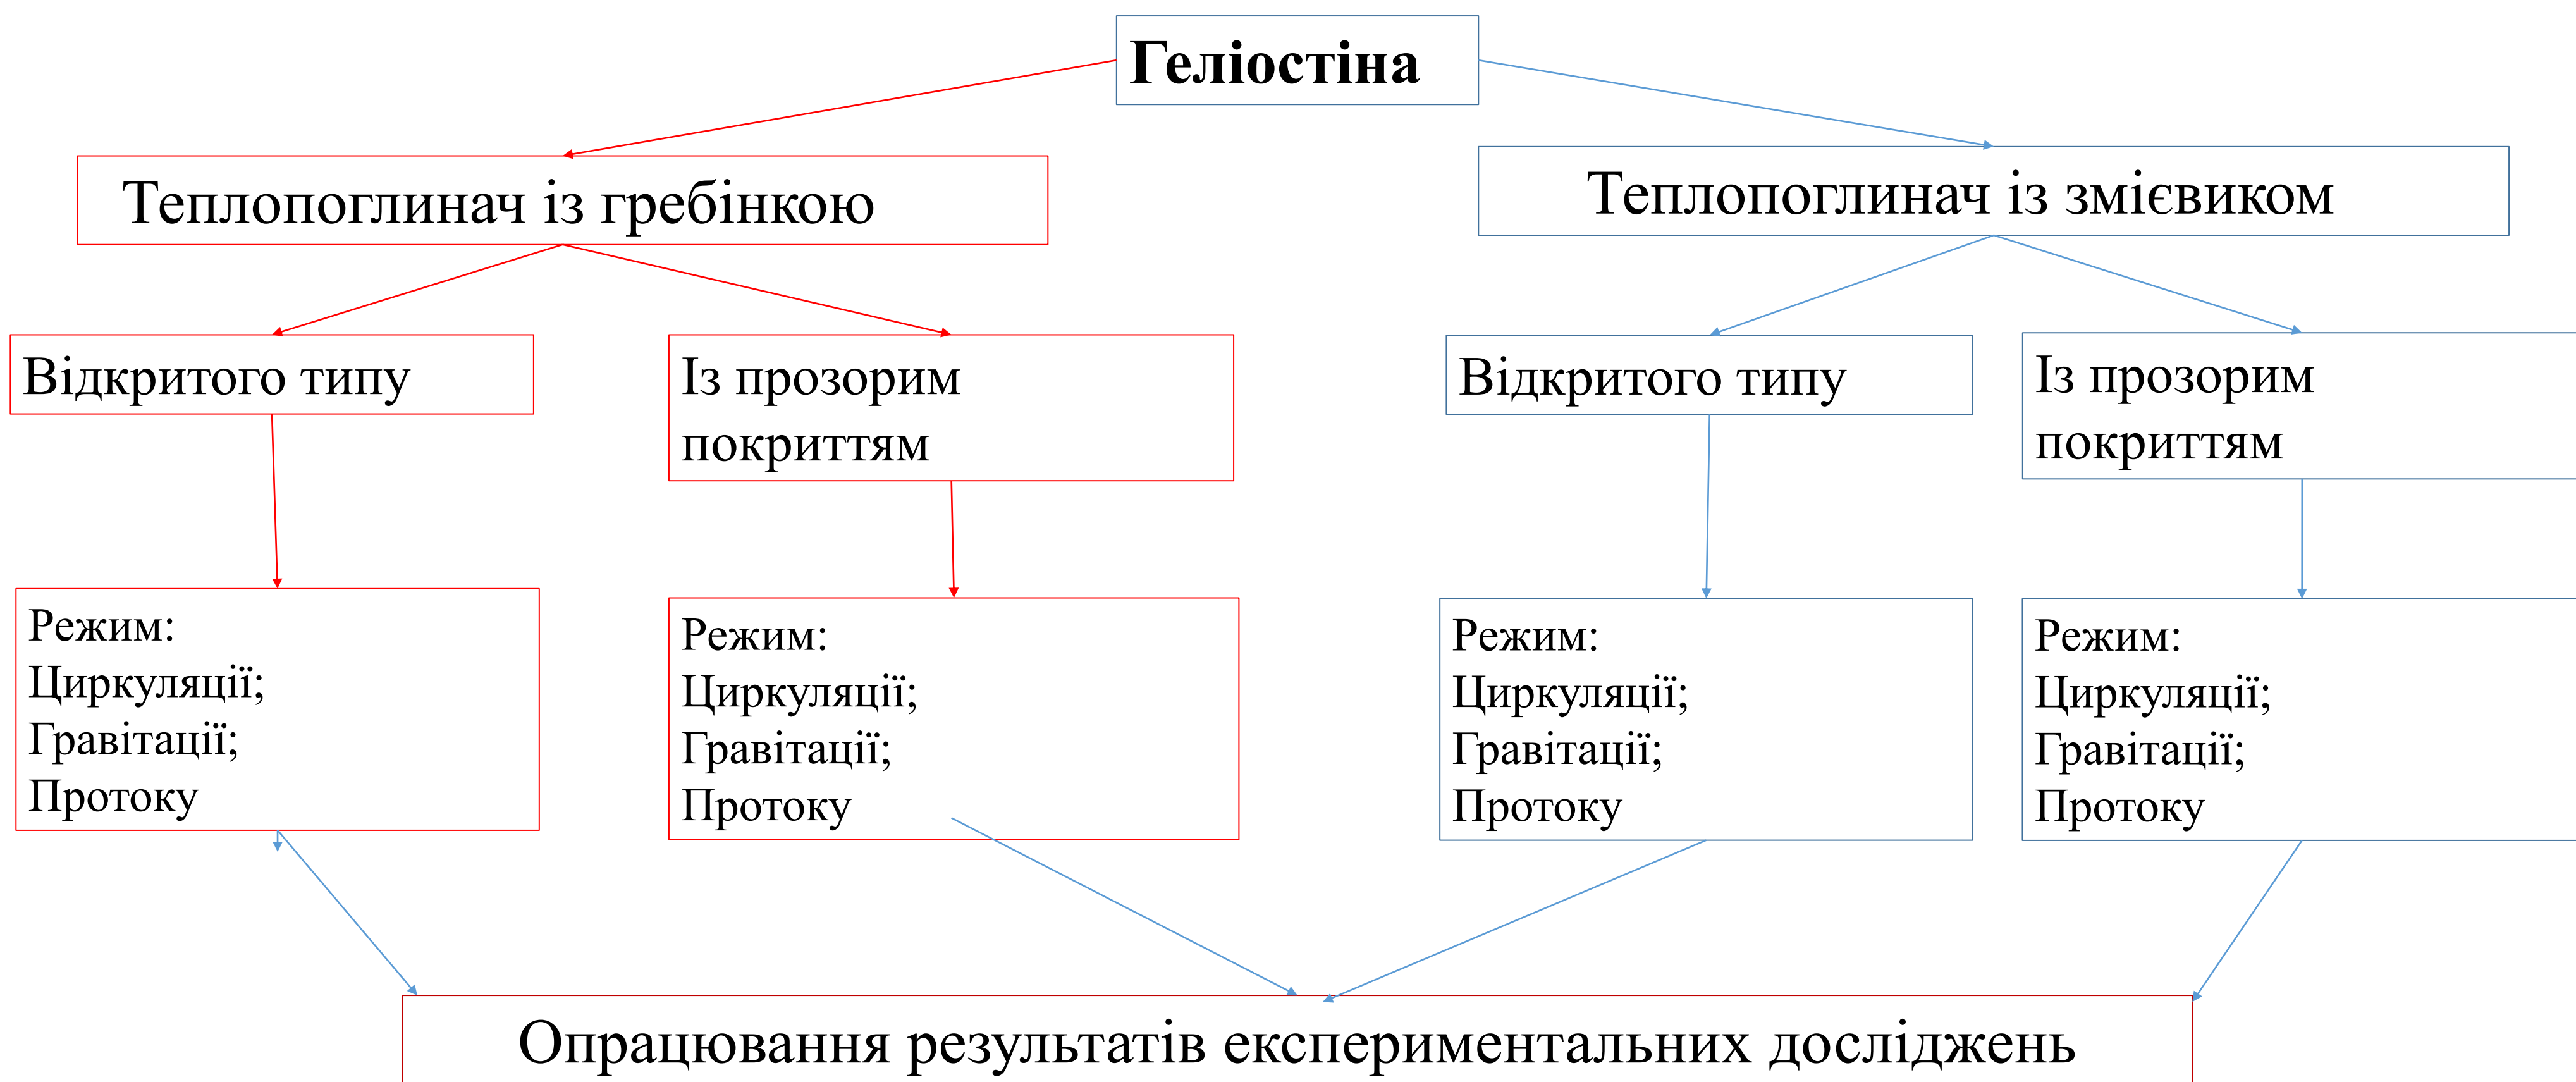 Геліостіна
Теплопоглинач із гребінкою
Теплопоглинач із змієвиком
Відкритого типу
Із прозорим
покриттям
Відкритого типу
Із прозорим
покриттям
Режим:
Циркуляції;
Гравітації;
Протоку
Режим:
Циркуляції;
Гравітації;
Протоку
Режим:
Циркуляції;
Гравітації;
Протоку
Режим:
Циркуляції;
Гравітації;
Протоку
Опрацювання результатів експериментальних досліджень